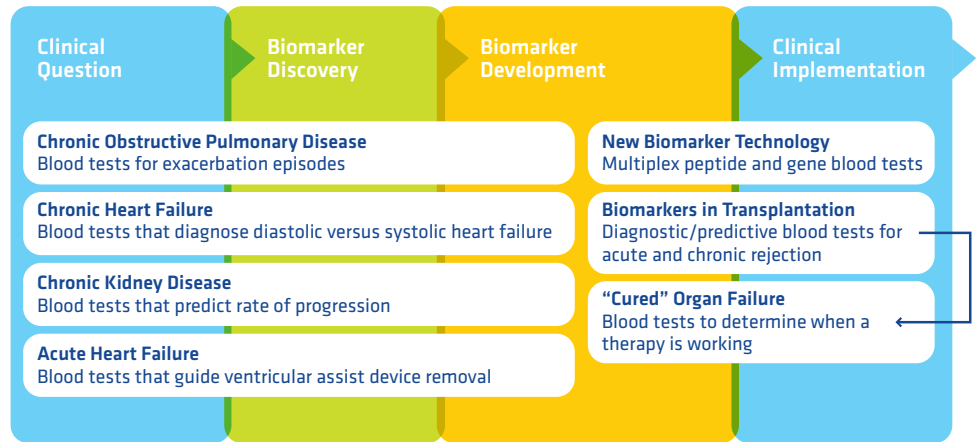 Clinical
Question
Biomarker
Discovery
Biomarker
Development
Clinical
Implementation
Chronic Obstructive Pulmonary Disease
Blood tests for exacerbation episodes
Chronic Heart Failure
Blood tests that diagnose diastolic versus systolic heart failure
Chronic Kidney Disease
Blood tests that predict rate of progression
Acute Heart Failure
Blood tests that guide ventricular assist device removal
New Biomarker Technology
Multiplex peptide and gene blood tests
Biomarkers in Transplantation
Diagnostic/predictive blood tests for
acute and chronic rejection
“Cured” Organ Failure
Blood tests to determine when a
therapy is working